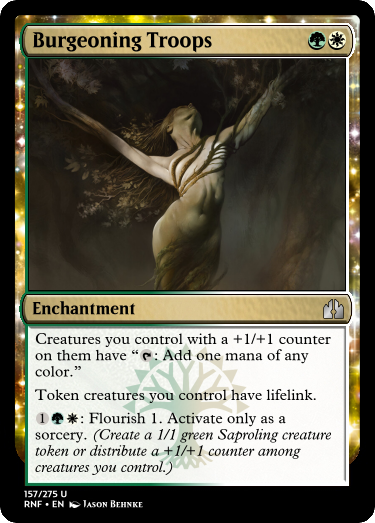 Burgeoning Troops
Enchantment
Creatures you control with a +1/+1 counter
on them have “: Add one mana of any
color.”
Token creatures you control have lifelink.
1: Flourish 1. Activate only as a
sorcery. (Create a 1/1 green Saproling creature
token or distribute a +1/+1 counter among
creatures you control.)
157/275 U
RNF • EN Jason Behnke